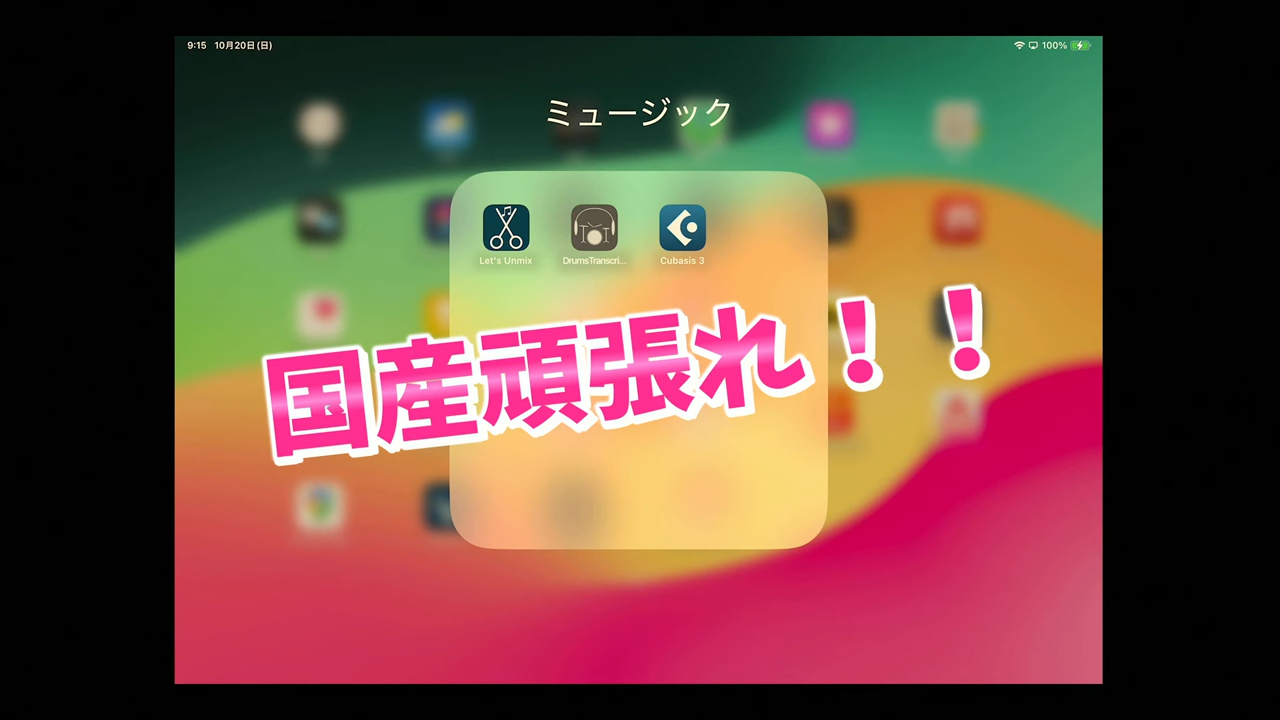 9:15 10月20日(日)
100%
ミュージック
Let's Unmix
DrumsTranscri...
Cubasis 3
国産頑張れ！！